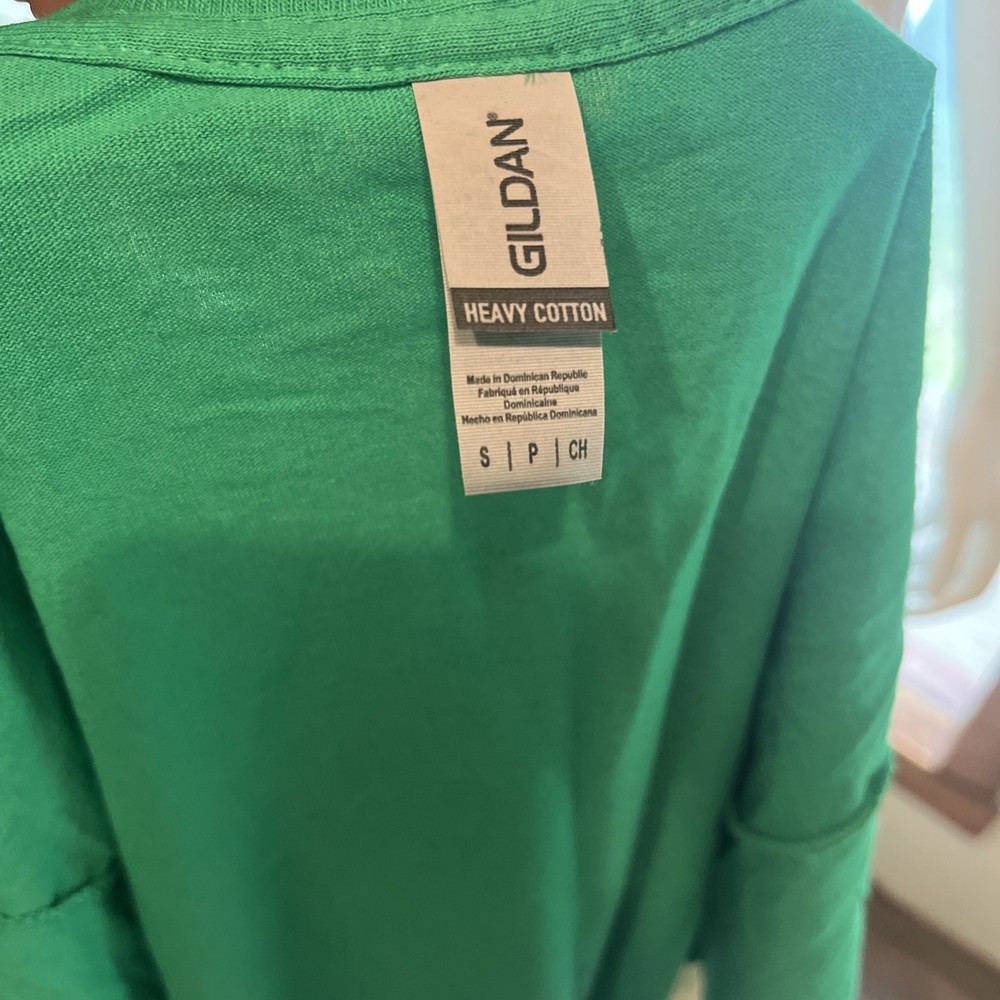 GILDAN®
HEAVY COTTON
Made in Dominican Republic
Fabriqué en République
Dominicaine
Hecho en República Dominicana
S | P | CH